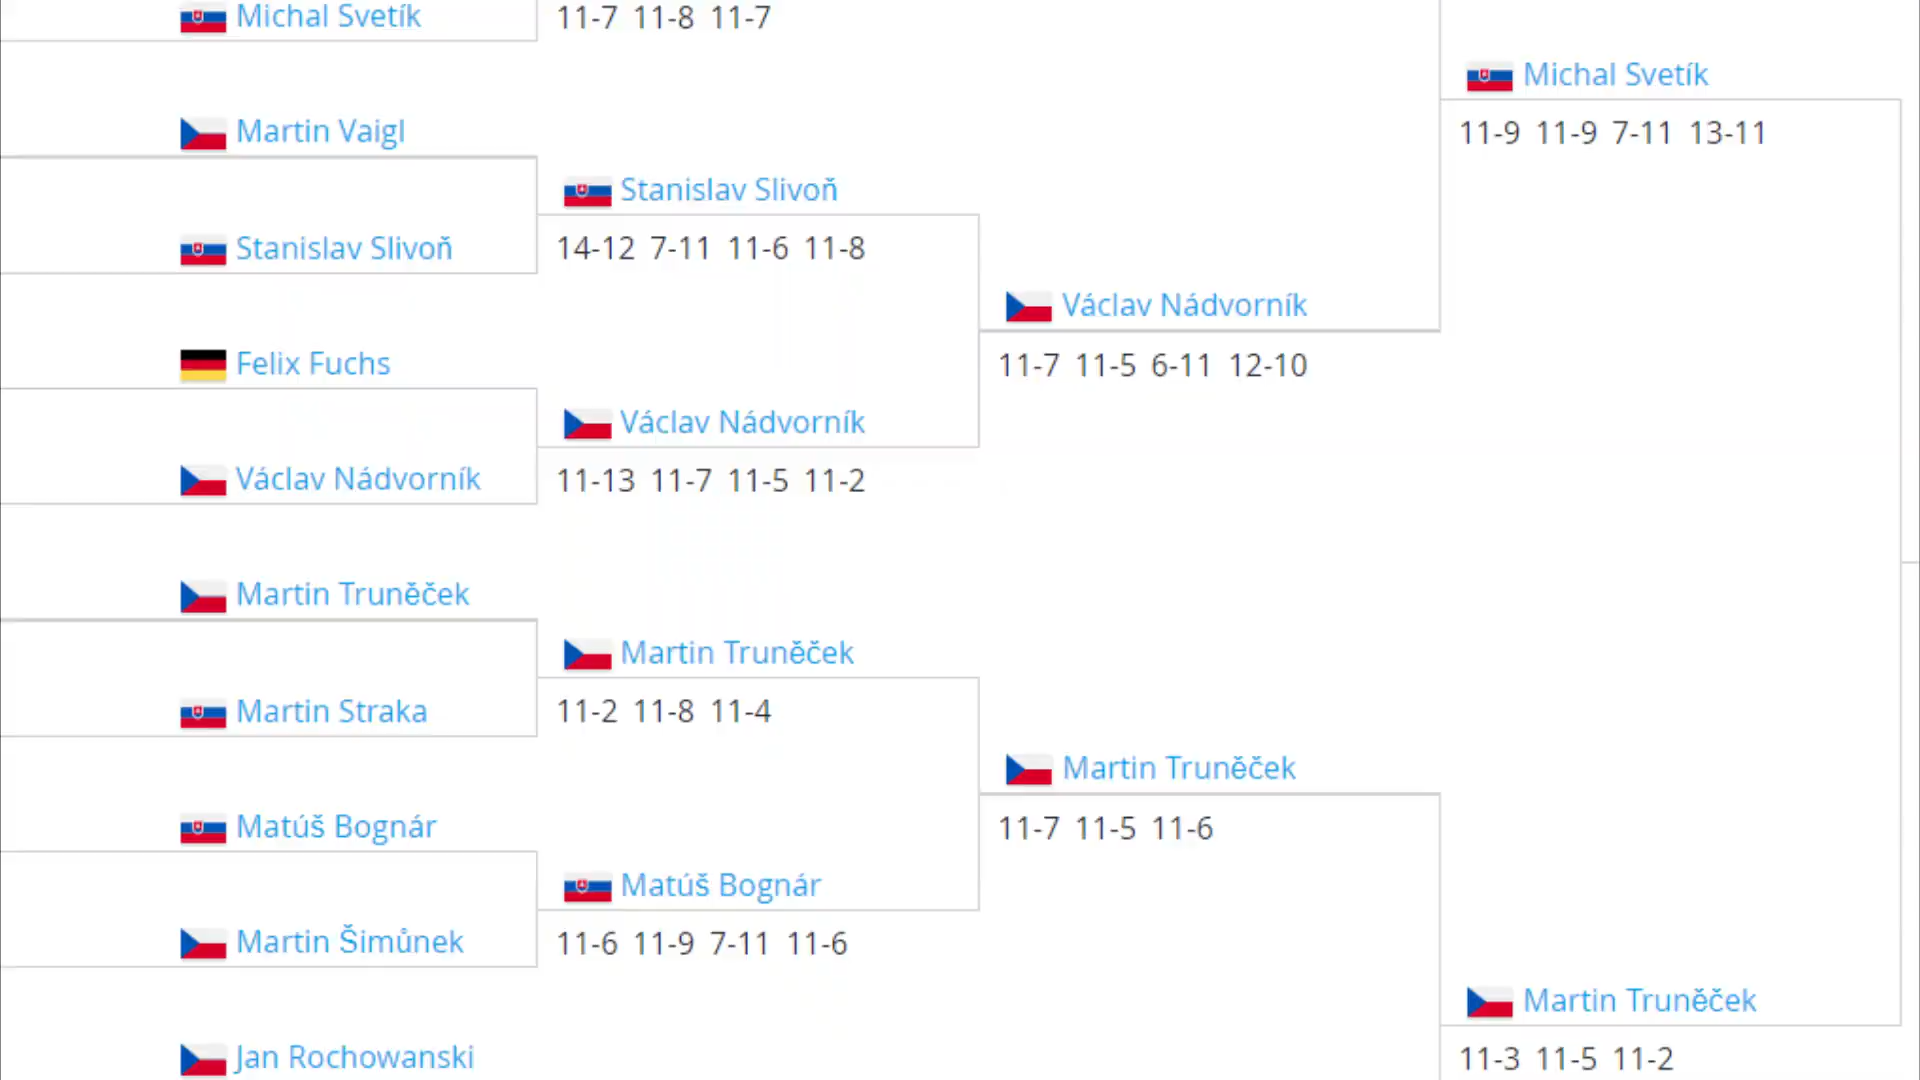 Michal Svetík
11-7 11-8 11-7
Michal Svetík
11-9 11-9 7-11 13-11
Martin Vaigl
Stanislav Slivoň
Stanislav Slivoň
14-12 7-11 11-6 11-8
Václav Nádvorník
11-7 11-5 6-11 12-10
Felix Fuchs
Václav Nádvorník
Václav Nádvorník
11-13 11-7 11-5 11-2
Martin Truněček
Martin Truněček
Martin Straka
11-2 11-8 11-4
Martin Truněček
11-7 11-5 11-6
Matúš Bognár
Matúš Bognár
Martin Šimůnek
11-6 11-9 7-11 11-6
Martin Truněček
11-3 11-5 11-2
Jan Rochowanski